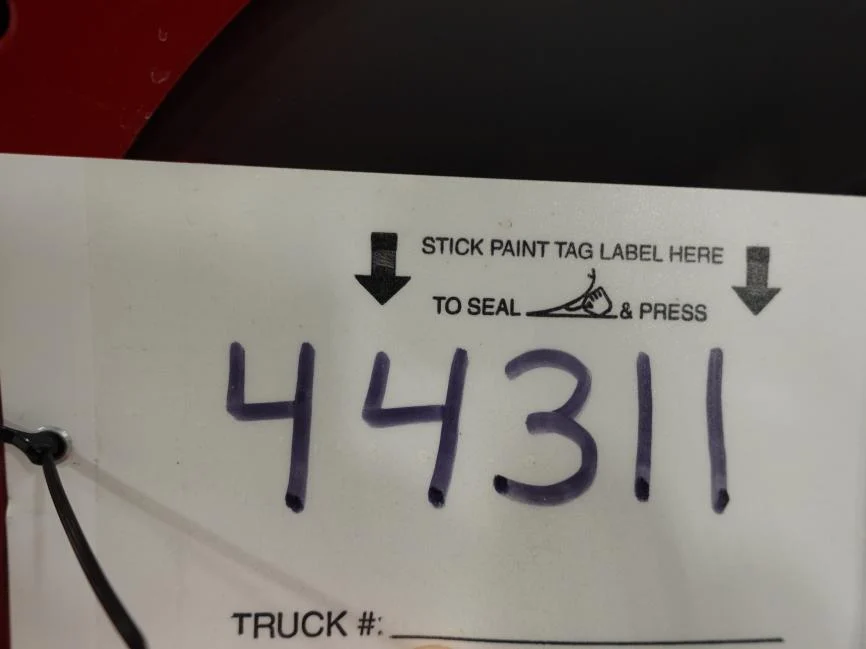 STICK PAINT TAG LABEL HERE
TO SEAL & PRESS
44311
TRUCK #: